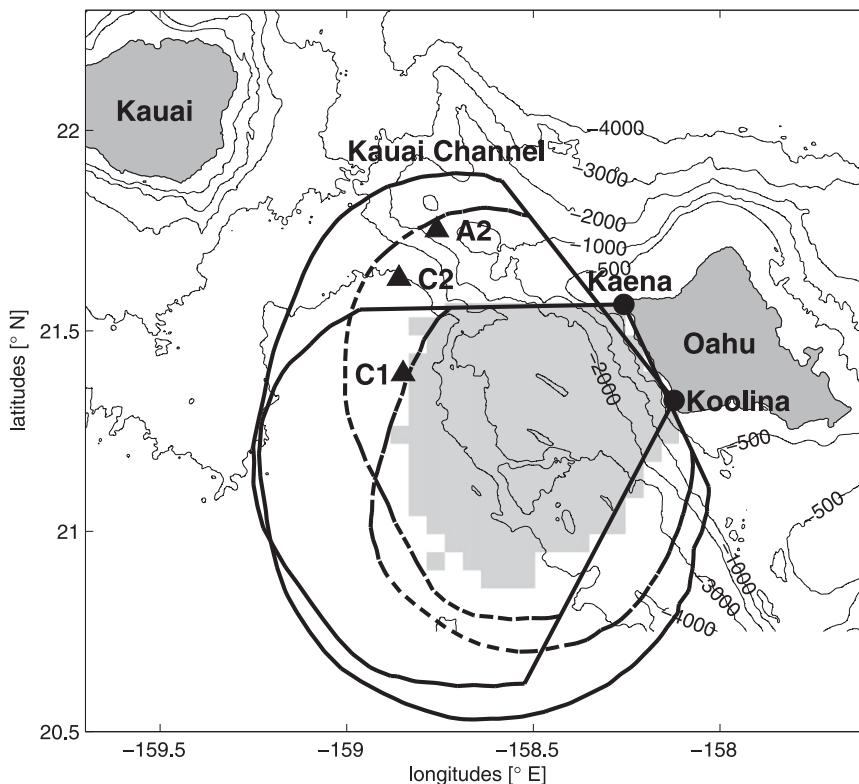 Kauai
Kauai Channel
−4000
−3000
−2000
−1000
−500
A2
C2
Kaena
Oahu
C1
−2000
Koolina
−500
−500
−1000
−3000
−4000
22
21.5
21
20.5
latitudes [° N]
−159.5
−159
−158.5
−158
longitudes [° E]